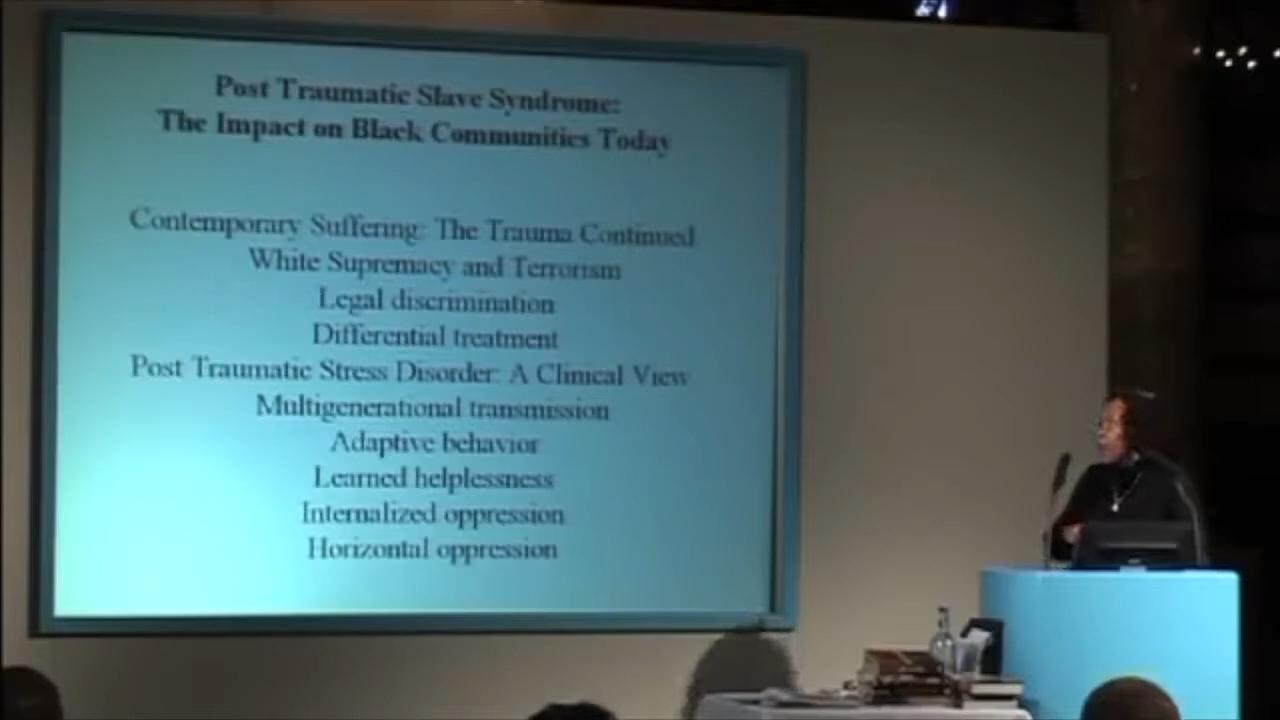 Post Traumatic Slave Syndrome:
The Impact on Black Communities Today
Contemporary Suffering: The Trauma Continued
White Supremacy and Terrorism
Legal discrimination
Differential treatment
Post Traumatic Stress Disorder: A Clinical View
Multigenerational transmission
Adaptive behavior
Learned helplessness
Internalized oppression
Horizontal oppression